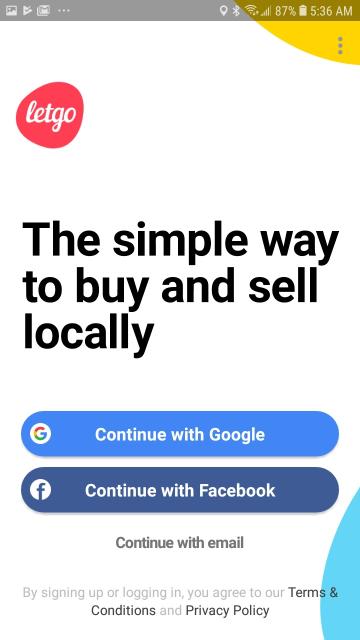 87% 5:36 AM
letgo
The simple way
to buy and sell
locally
Continue with Google
Continue with Facebook
Continue with email
By signing up or logging in, you agree to our Terms &
Conditions and Privacy Policy